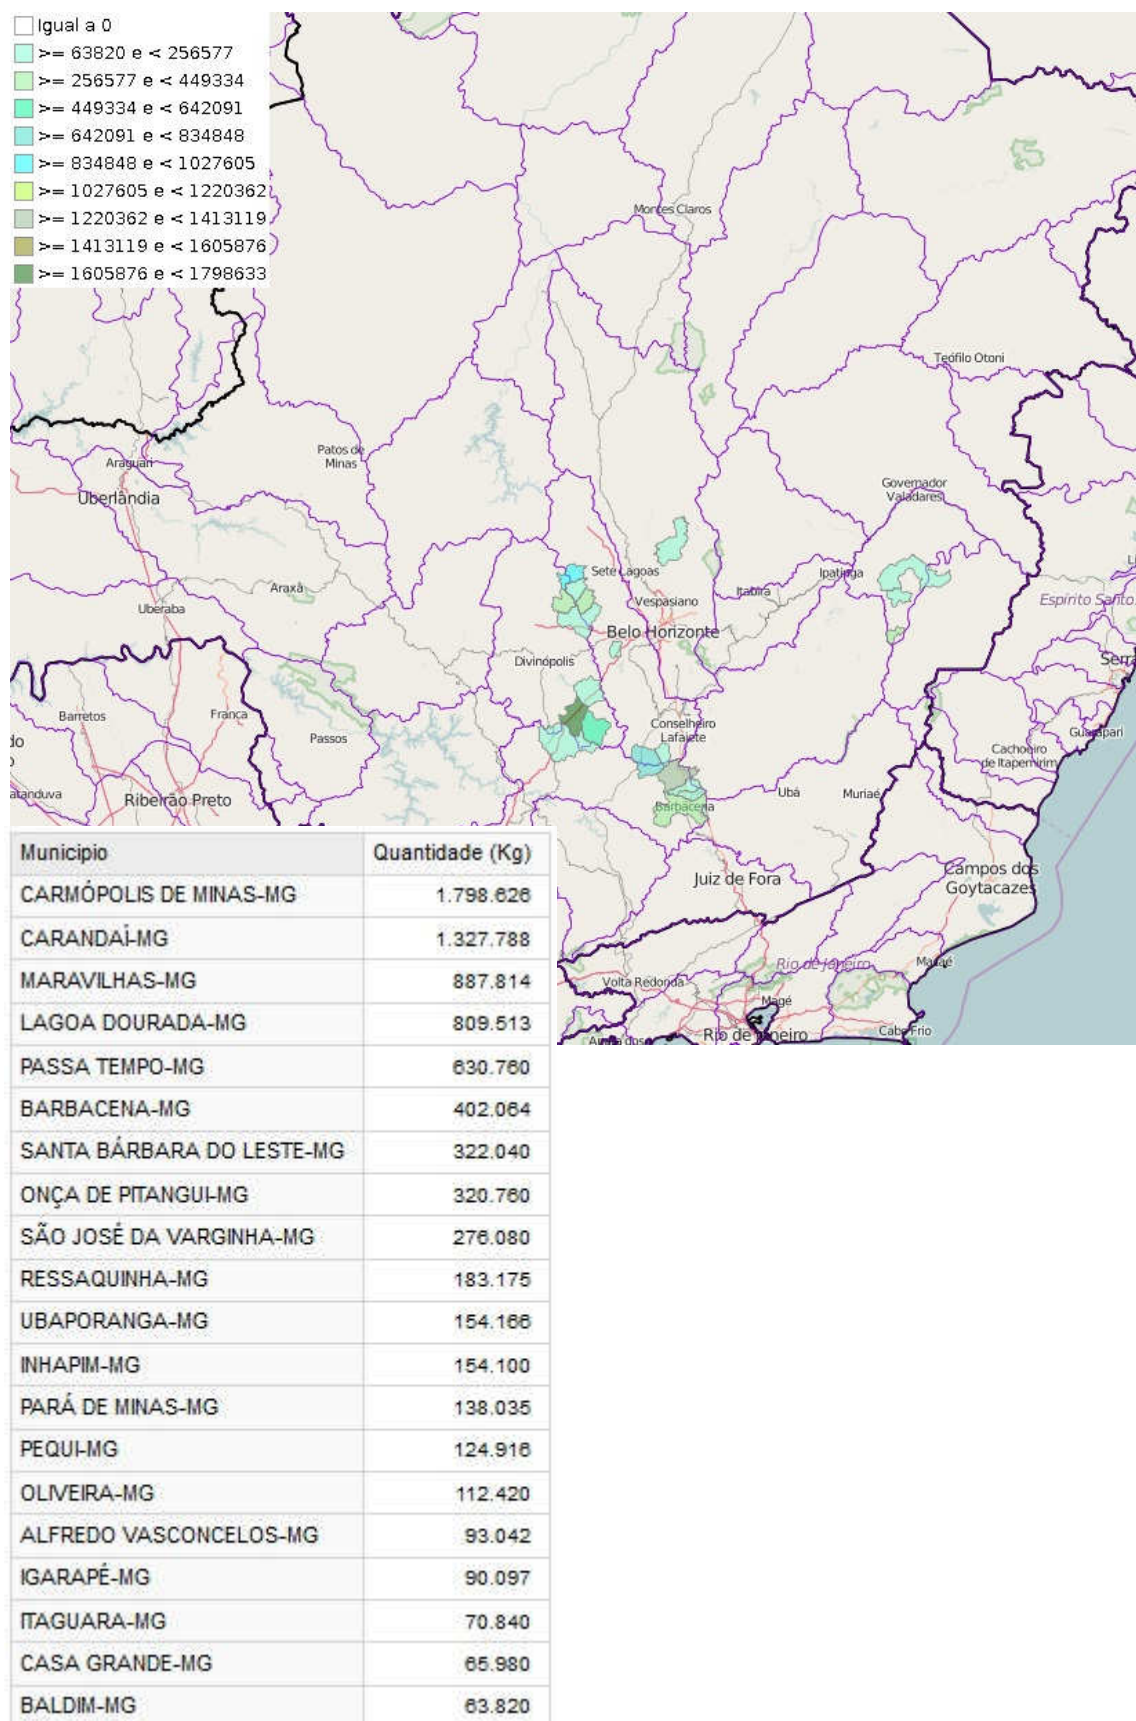 Igual a 0
>= 63820 e < 256577
>= 256577 e < 449334
>= 449334 e < 642091
>= 642091 e < 834848
>= 834848 e < 1027605
>= 1027605 e < 1220362
>= 1220362 e < 1413119
>= 1413119 e < 1605876
>= 1605876 e < 1798633
Montes Claros
Teófilo Otoni
Patos de
Minas
Araguari
Uberlândia
Governador
Valadares
Sete Lagoas
Ipatinga
Itabira
Araxá
Vespasiano
Uberaba
Espírito Santo
Belo Horizonte
Divinópolis
Serra
Barretos
Franca
Passos
Conselheiro
Lafaiete
Guarapari
Cachoeiro
de Itapemirim
Ribeirão Preto
Barbacena
Ubá
Muriaé
Juiz de Fora
Campos dos
Goytacazes
Rio de Janeiro
Macaé
Volta Redonda
Magé
Rio de Janeiro
Cabo Frio
Municipio Quantidade (Kg)
CARMÓPOLIS DE MINAS-MG 1.798.626
CARANDAÍ-MG 1.327.788
MARAVILHAS-MG 887.814
LAGOA DOURADA-MG 809.513
PASSA TEMPO-MG 630.760
BARBACENA-MG 402.064
SANTA BÁRBARA DO LESTE-MG 322.040
ONÇA DE PITANGUI-MG 320.760
SÃO JOSÉ DA VARGINHA-MG 276.080
RESSAQUINHA-MG 183.175
UBAPORANGA-MG 154.166
INHAPIM-MG 154.100
PARÁ DE MINAS-MG 138.035
PEQUI-MG 124.916
OLIVEIRA-MG 112.420
ALFREDO VASCONCELOS-MG 93.042
IGARAPÉ-MG 90.097
ITAGUARA-MG 70.840
CASA GRANDE-MG 65.980
BALDIM-MG 63.820